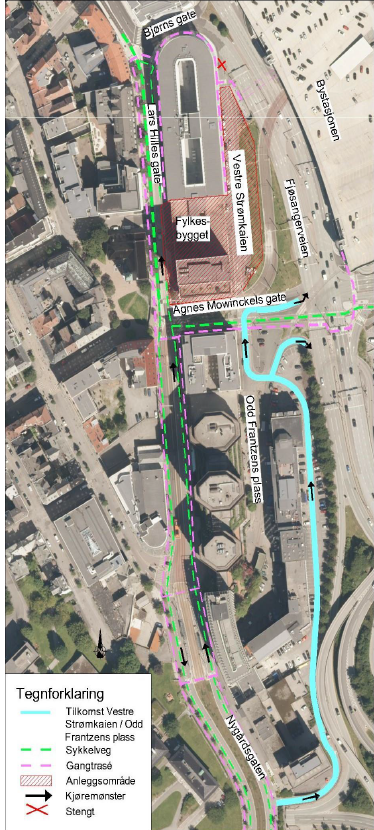 Bjørns gate
Lars Hilles gate
Bystasjonen
Vestre Strømkaien
Fjøsangerveien
Fylkes-
bygget
Agnes Mowinckels gate
Odd Frantzens plass
Nygårdsgaten
Tegnforklaring
Tilkomst Vestre
Strømkaien / Odd
Frantzens plass
Sykkelveg
Gangtrasé
Anleggsområde
Kjøremønster
Stengt